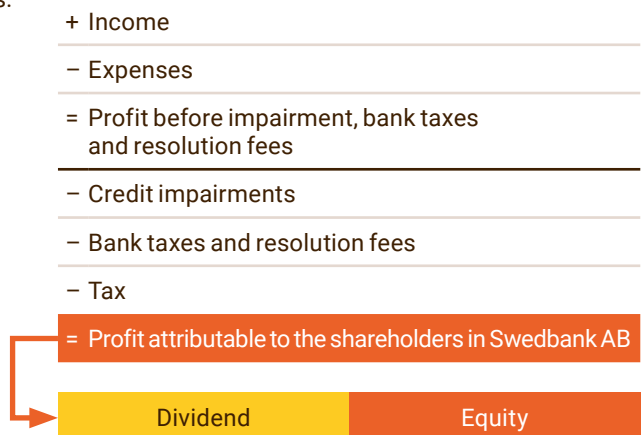 s.
+ Income
– Expenses
= Profit before impairment, bank taxes
and resolution fees
– Credit impairments
– Bank taxes and resolution fees
– Tax
= Profit attributable to the shareholders in Swedbank AB
Dividend Equity